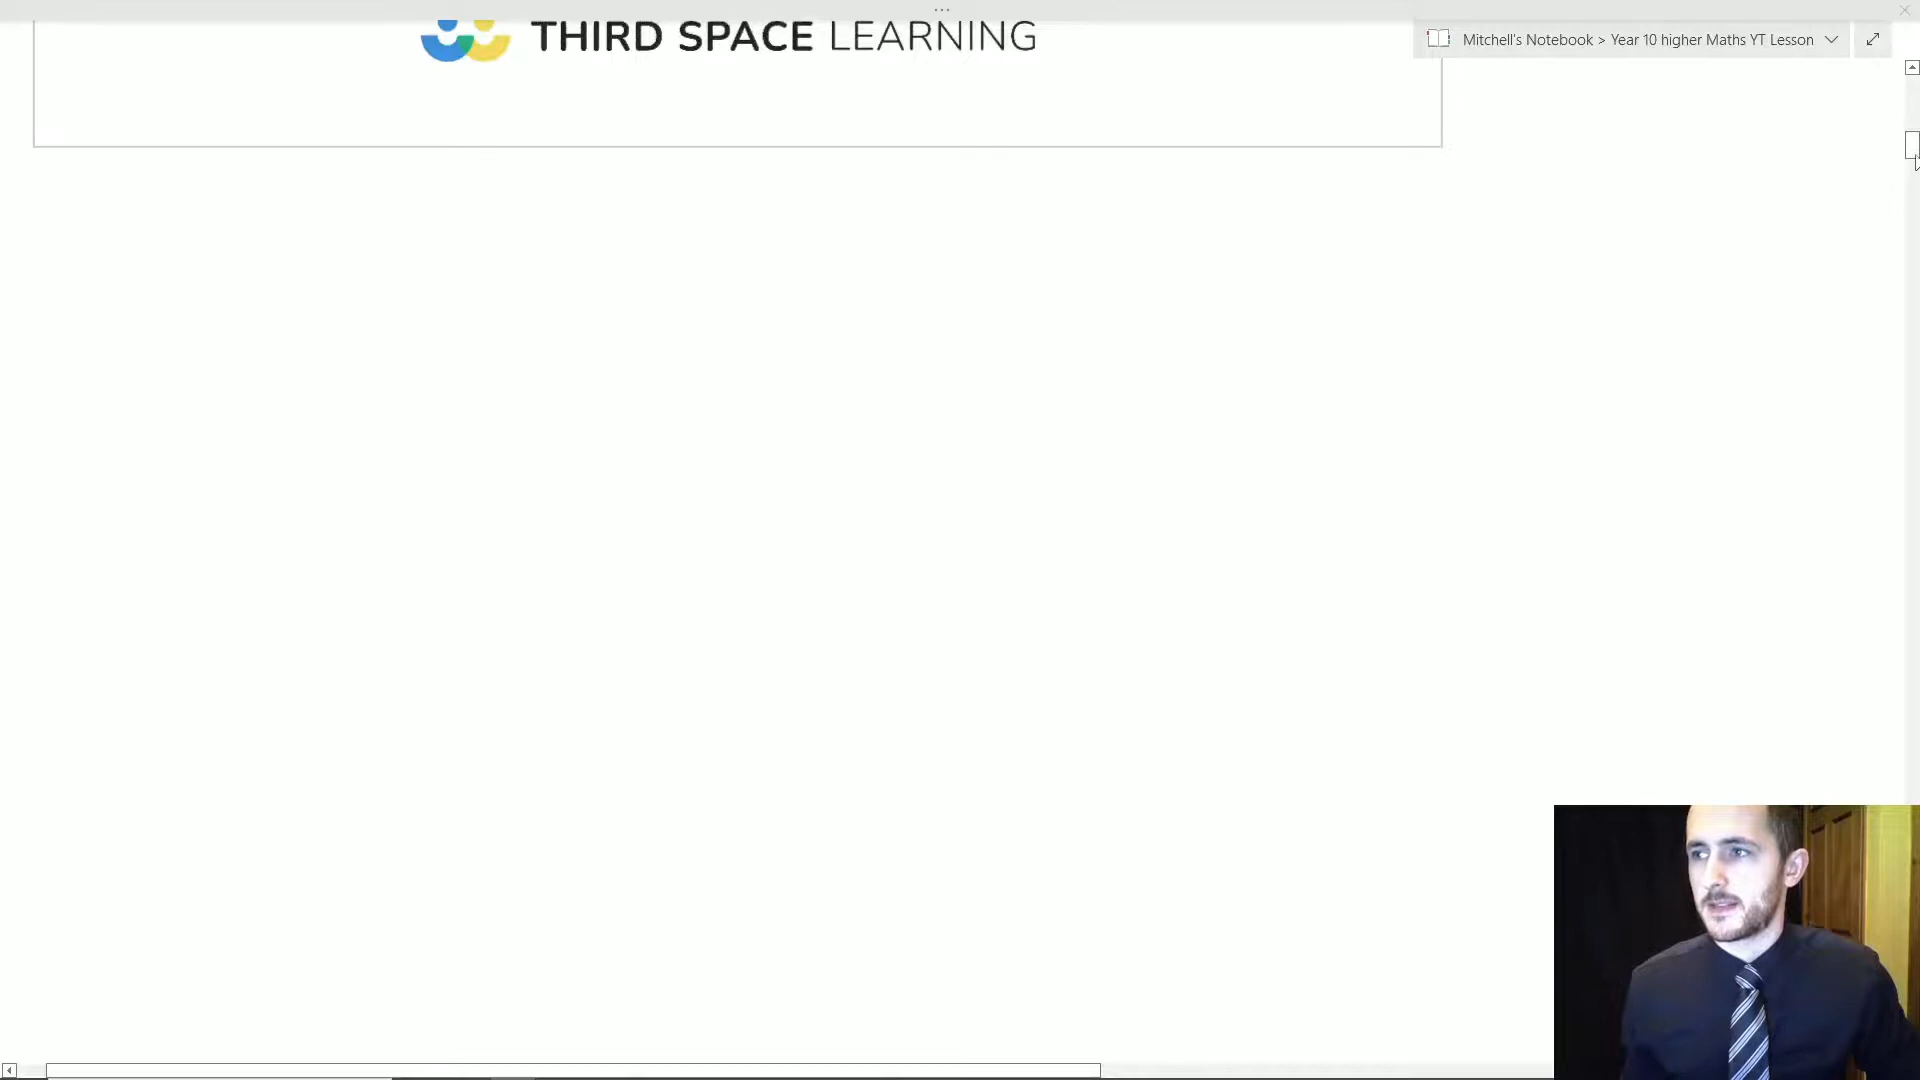 THIRD SPACE LEARNING
Mitchell's Notebook > Year 10 higher Maths YT Lesson